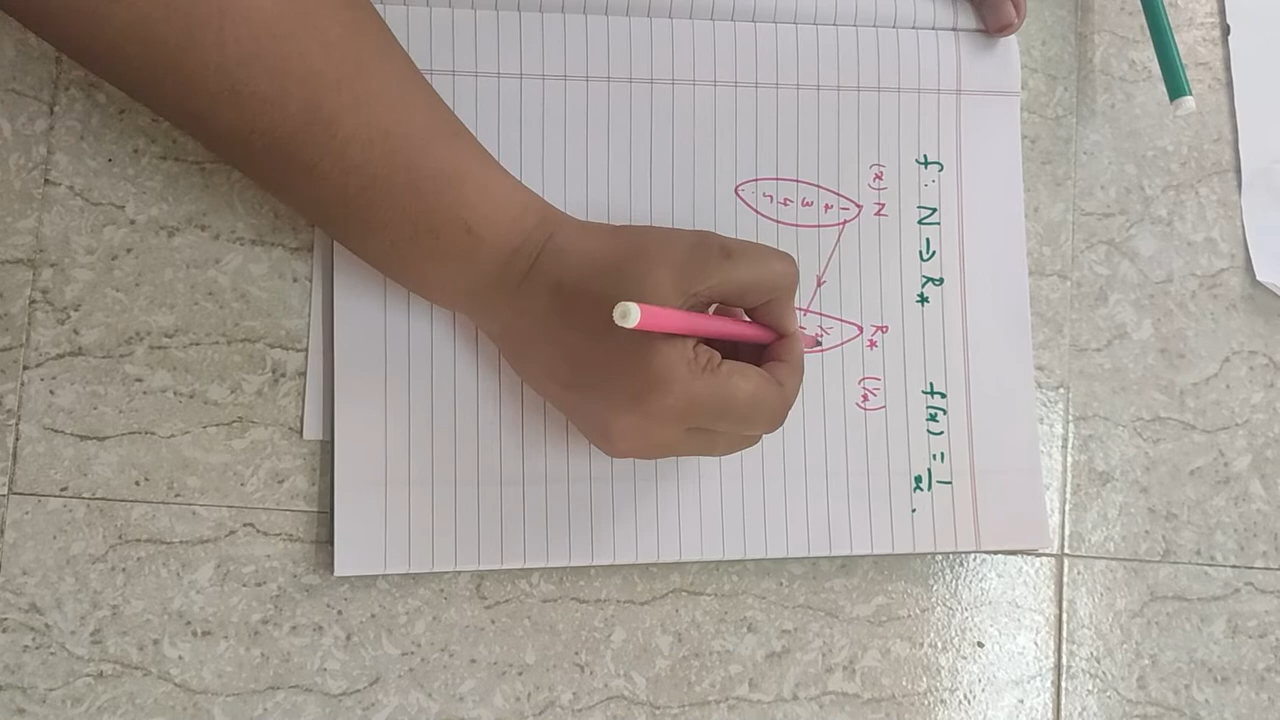 f: N → R* f(x) = 1/x.
(x) N R* (1/x)
1
2
3
4
5